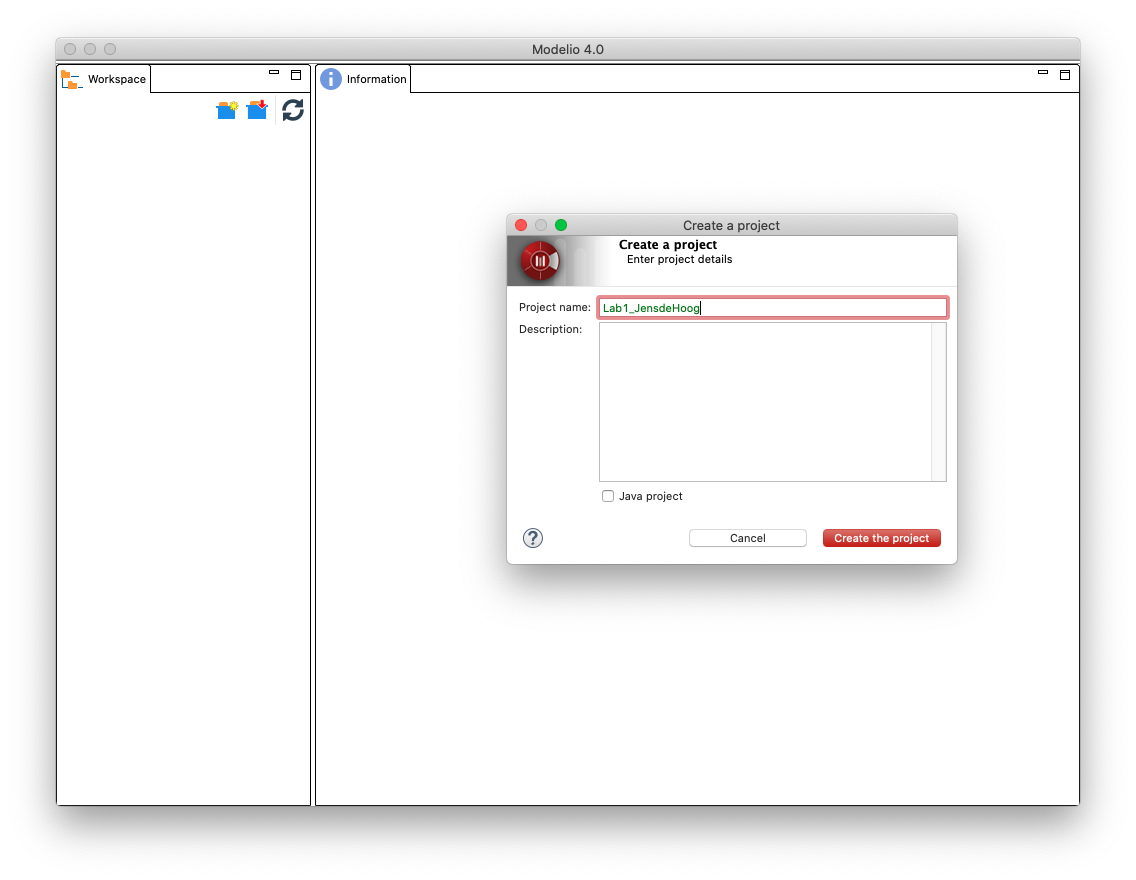 Modelio 4.0
Workspace
Information
Create a project
Create a project
Enter project details
Project name:
Lab1_JensdeHoog
Description:
Java project
?
Cancel
Create the project